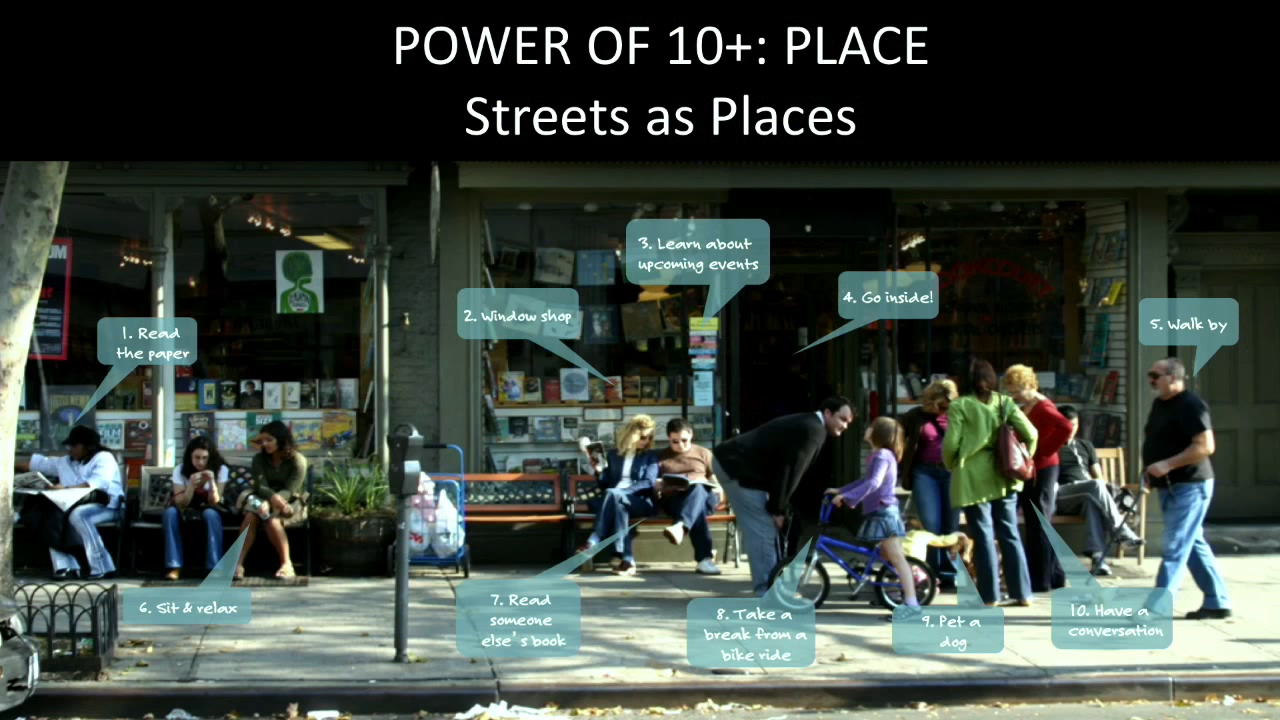 POWER OF 10+: PLACE
Streets as Places
3. Learn about
upcoming events
4. Go inside!
2. Window shop
5. Walk by
1. Read
the paper
6. Sit & relax
7. Read
someone
else's book
8. Take a
break from a
bike ride
9. Pet a
dog
10. Have a
conversation